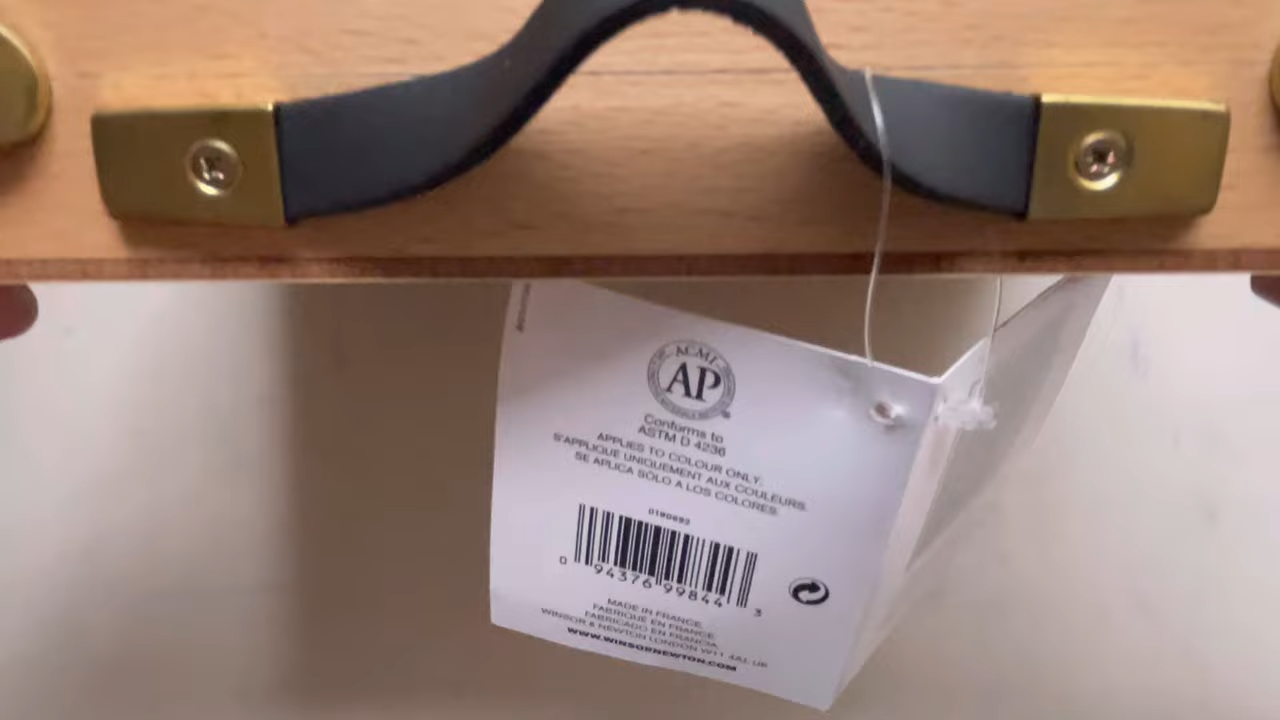 ACMI
AP
Conforms to
ASTM D 4236
APPLIES TO COLOUR ONLY.
S'APPLIQUE UNIQUEMENT AUX COULEURS.
SE APLICA SÓLO A LOS COLORES.
0 94376 99844 3
MADE IN FRANCE.
FABRIQUÉ EN FRANCE.
FABRICADO EN FRANCIA.
WINSOR & NEWTON LONDON W11 4AJ, UK
WWW.WINSORNEWTON.COM